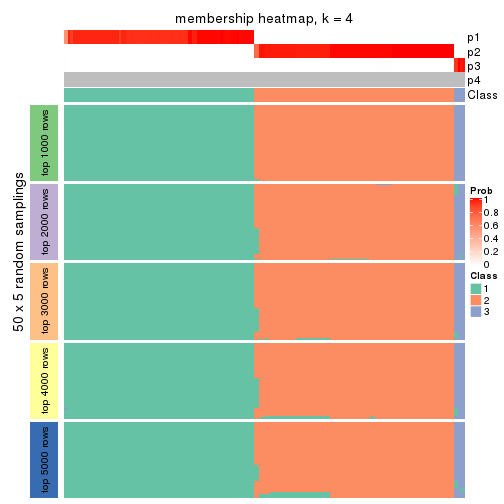 membership heatmap, k = 4
p1
p2
p3
p4
Class
50 x 5 random samplings
top 1000 rows
top 2000 rows
top 3000 rows
top 4000 rows
top 5000 rows
Prob
1
0.8
0.6
0.4
0.2
0
Class
1
2
3